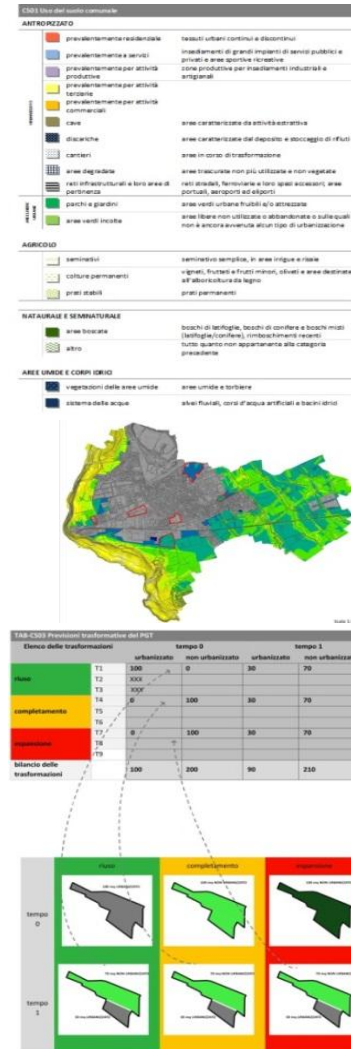 CS01 Uso del suolo comunale
ANTROPIZZATO
prevalentemente residenziale tessuti urbani continui e discontinui
prevalentemente a servizi insediamenti di grandi impianti di servizi pubblici e privati e aree sportive ricreative
prevalentemente per attività produttive zone produttive per insediamenti industriali e artigianali
prevalentemente per attività terziarie
prevalentemente per attività commerciali
cave aree caratterizzate da attività estrattiva
discariche aree caratterizzate dal deposito e stoccaggio di rifiuti
cantieri aree in corso di trasformazione
aree degradate aree trascurate non più utilizzate e non vegetate
reti infrastrutturali e loro aree di pertinenza reti stradali, ferroviarie e loro spazi accessori, aree portuali, aeroporti ed eliporti
parchi e giardini aree verdi urbane fruibili e/o attrezzate
aree verdi incolte aree libere non utilizzate o abbandonate o sulle quali non è ancora avvenuta alcun tipo di urbanizzazione
AGRICOLO
seminativi seminativo semplice, in aree irrigue e risaie
colture permanenti vigneti, frutteti e frutti minori, oliveti e aree destinate all'arboricoltura da legno
prati stabili prati permanenti
NATAURALE E SEMINATURALE
aree boscate boschi di latifoglie, boschi di conifere e boschi misti (latifoglie/conifere), rimboschimenti recenti
altro tutto quanto non appartenente alla categoria precedente
AREE UMIDE E CORPI IDRICI
vegetazioni delle aree umide aree umide e torbiere
sistema delle acque alvei fluviali, corsi d'acqua artificiali e bacini idrici
TAB-CS03 Previsioni trasformative del PGT
Elenco delle trasformazioni tempo 0 tempo 1
urbanizzato non urbanizzato urbanizzato non urbanizzato
riuso T1 100 0 30 70
T2 XXX
T3 XXX
completamento T4 0 100 30 70
T5
T6
espansione T7 0 100 30 70
T8
T9
bilancio delle trasformazioni 100 200 90 210
riuso completamento espansione
tempo 0
tempo 1